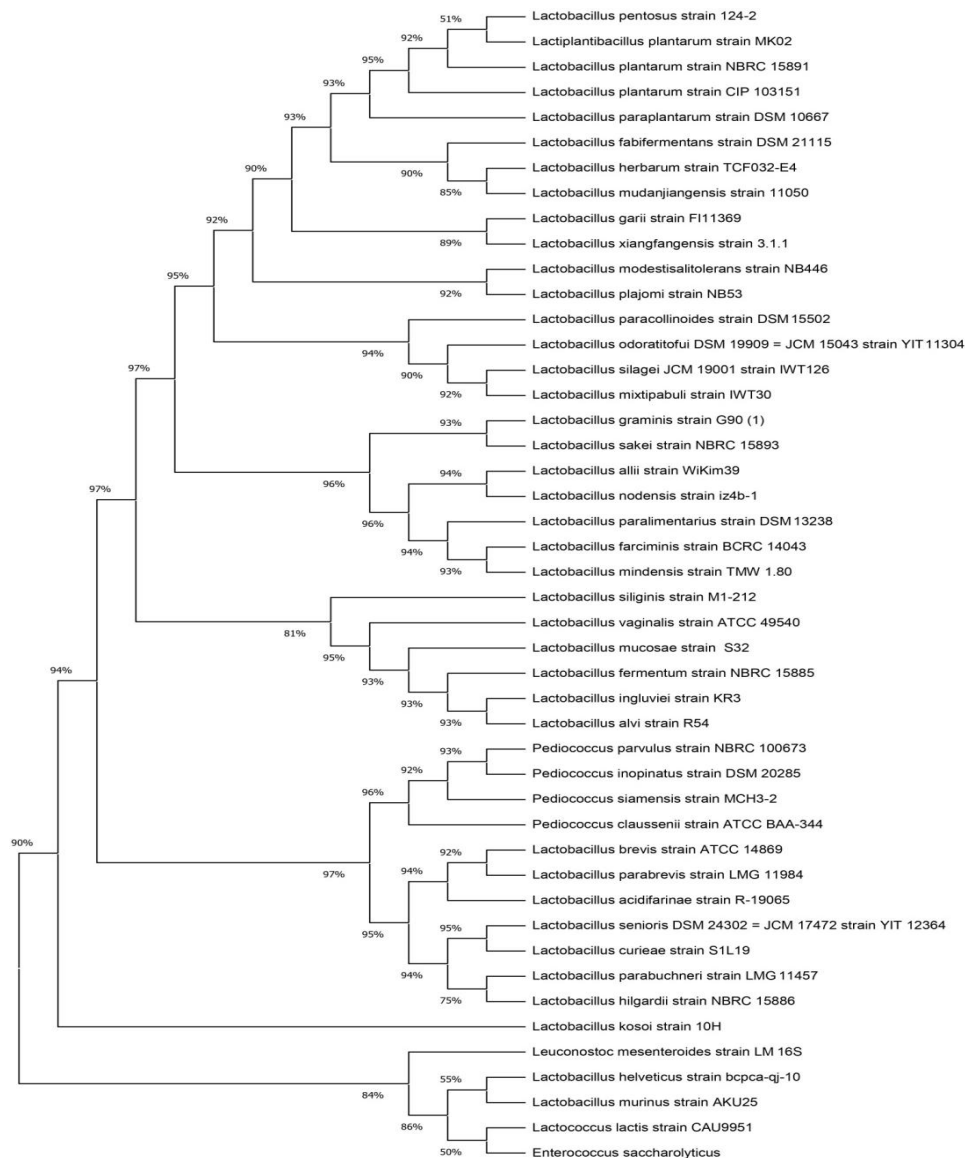 51%
Lactobacillus pentosus strain 124-2
92%
Lactiplantibacillus plantarum strain MK02
95%
Lactobacillus plantarum strain NBRC 15891
93%
Lactobacillus plantarum strain CIP 103151
93%
Lactobacillus paraplantarum strain DSM 10667
Lactobacillus fabifermentans strain DSM 21115
90%
90%
Lactobacillus herbarum strain TCF032-E4
85%
Lactobacillus mudanjiangensis strain 11050
92%
Lactobacillus garii strain FI11369
89%
Lactobacillus xiangfangensis strain 3.1.1
95%
Lactobacillus modestisalitolerans strain NB446
92%
Lactobacillus plajomi strain NB53
Lactobacillus paracollinoides strain DSM 15502
94%
Lactobacillus odoratitofui DSM 19909 = JCM 15043 strain YIT 11304
97%
90%
Lactobacillus silagei JCM 19001 strain IWT126
92%
Lactobacillus mixtipabuli strain IWT30
Lactobacillus graminis strain G90 (1)
93%
Lactobacillus sakei strain NBRC 15893
94%
Lactobacillus allii strain WiKim39
97%
96%
Lactobacillus nodensis strain iz4b-1
96%
Lactobacillus paralimentarius strain DSM 13238
94%
Lactobacillus farciminis strain BCRC 14043
93%
Lactobacillus mindensis strain TMW 1.80
Lactobacillus siliginis strain M1-212
81%
Lactobacillus vaginalis strain ATCC 49540
95%
Lactobacillus mucosae strain S32
94%
93%
Lactobacillus fermentum strain NBRC 15885
93%
Lactobacillus ingluviei strain KR3
93%
Lactobacillus alvi strain R54
93%
Pediococcus parvulus strain NBRC 100673
92%
Pediococcus inopinatus strain DSM 20285
96%
Pediococcus siamensis strain MCH3-2
Pediococcus claussenii strain ATCC BAA-344
90%
92%
Lactobacillus brevis strain ATCC 14869
97%
94%
Lactobacillus parabrevis strain LMG 11984
Lactobacillus acidifarinae strain R-19065
95%
95%
Lactobacillus senioris DSM 24302 = JCM 17472 strain YIT 12364
Lactobacillus curieae strain S1L19
94%
Lactobacillus parabuchneri strain LMG 11457
75%
Lactobacillus hilgardii strain NBRC 15886
Lactobacillus kosoi strain 10H
Leuconostoc mesenteroides strain LM 16S
84%
55%
Lactobacillus helveticus strain bcpca-qj-10
Lactobacillus murinus strain AKU25
86%
Lactococcus lactis strain CAU9951
50%
Enterococcus saccharolyticus